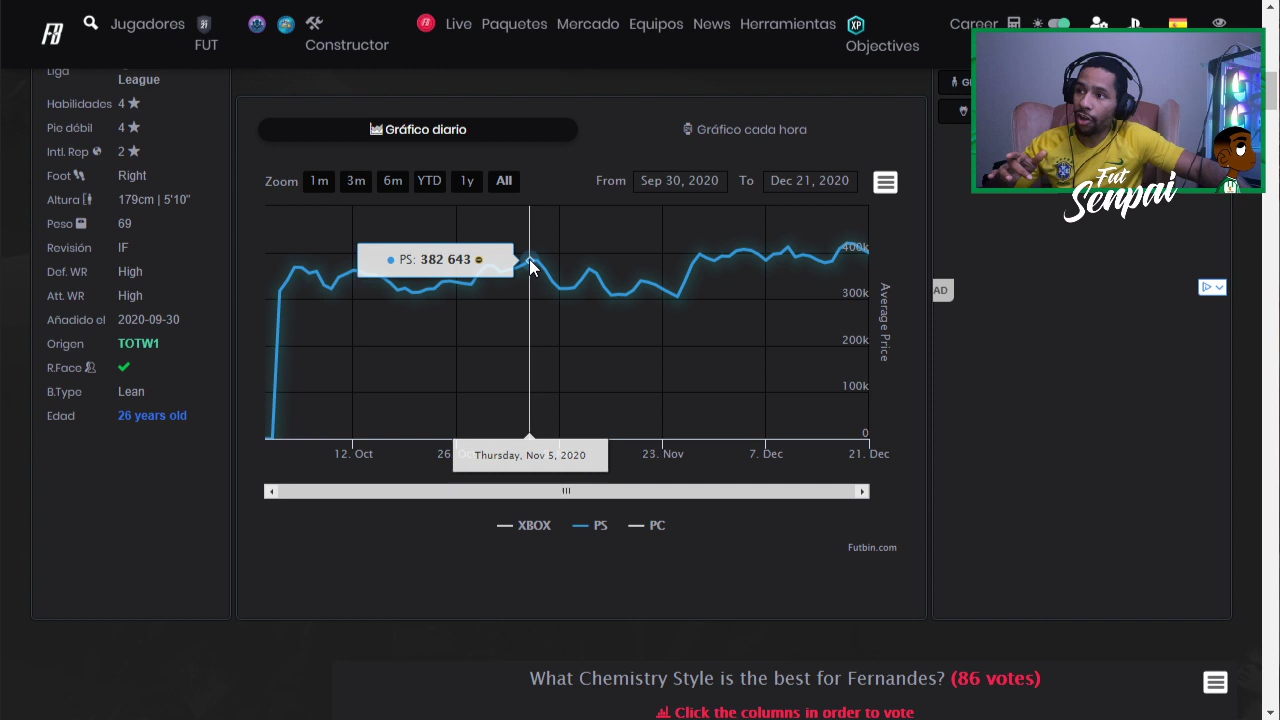 FB
Jugadores
FUT
Constructor
Live
Paquetes
Mercado
Equipos
News
Herramientas
XP
Objectives
Career
Liga
League
Habilidades 4
Pie débil 4
Intl. Rep 2
Foot Right
Altura 179cm | 5'10"
Peso 69
Revisión IF
Def. WR High
Att. WR High
Añadido el 2020-09-30
Origen TOTW1
R.Face
B.Type Lean
Edad 26 years old
Gráfico diario
Gráfico cada hora
Zoom 1m 3m 6m YTD 1y All
From Sep 30, 2020 To Dec 21, 2020
PS: 382 643
400k
300k
200k
100k
0
Average Price
12. Oct 26 23. Nov 7. Dec 21. Dec
Thursday, Nov 5, 2020
XBOX PS PC
Futbin.com
AD
Fut
Senpai
What Chemistry Style is the best for Fernandes? (86 votes)
Click the columns in order to vote